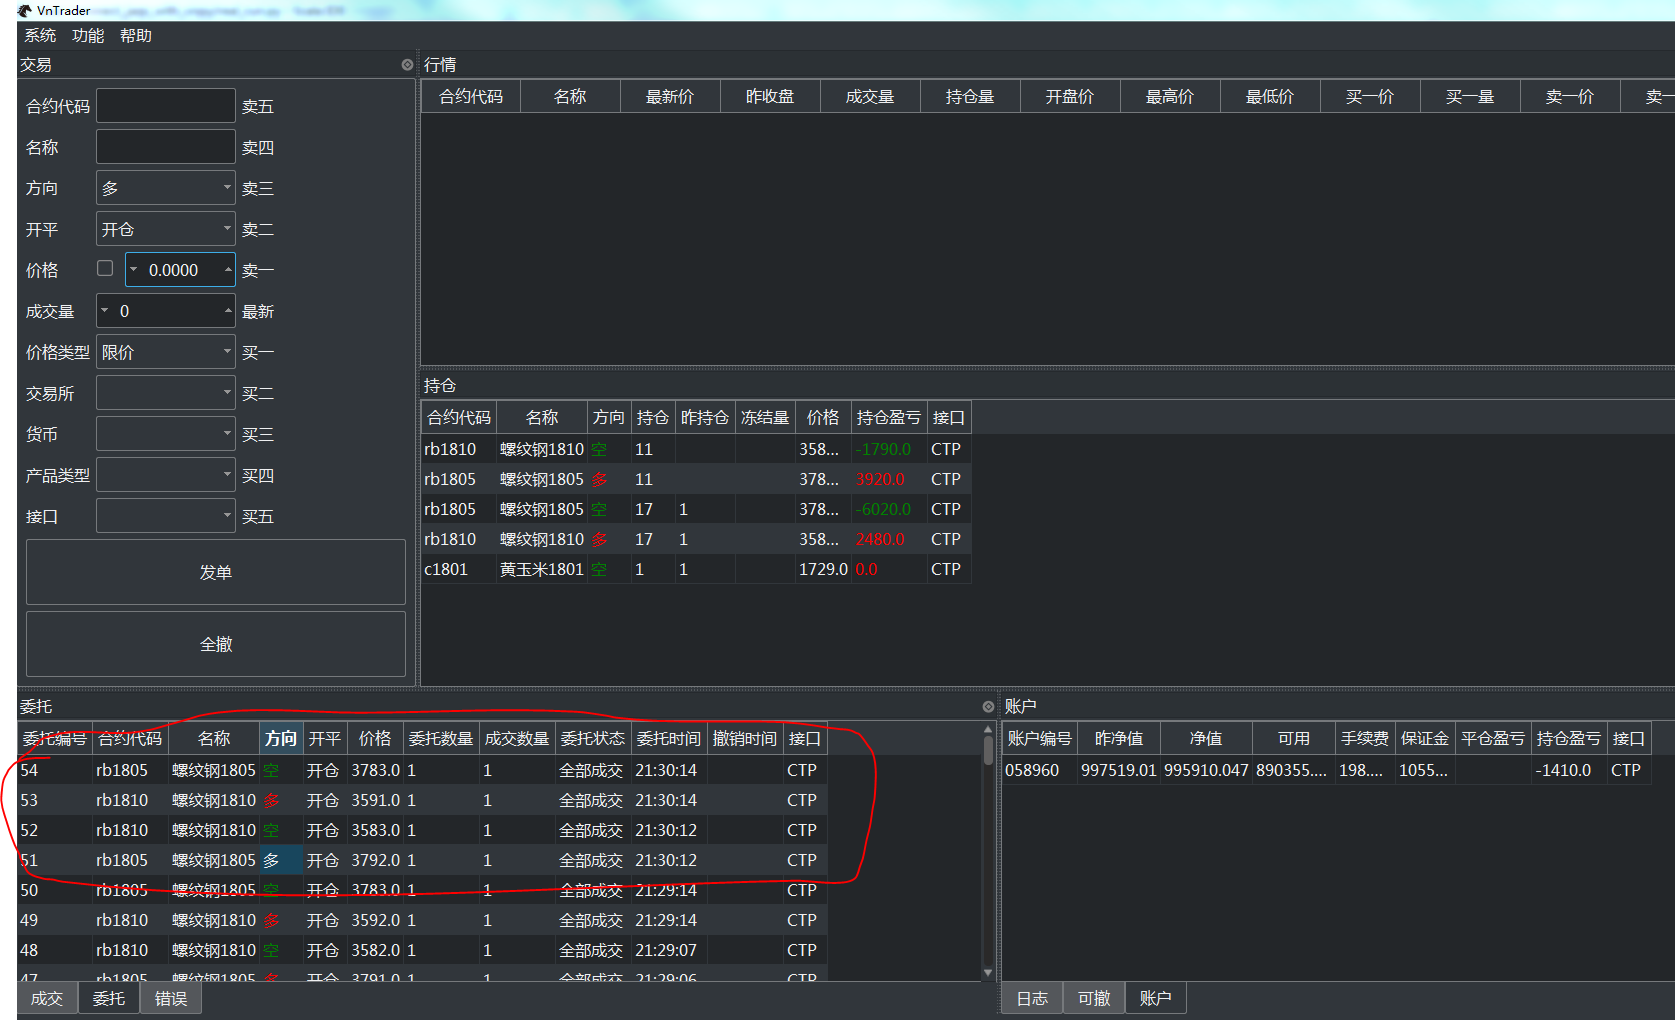 VnTrader
系统 功能 帮助
交易
合约代码 卖五
名称 卖四
方向 多 卖三
开平 开仓 卖二
价格 0.0000 卖一
成交量 0 最新
价格类型 限价 买一
交易所 买二
货币 买三
产品类型 买四
接口 买五
发单
全撤
行情
合约代码 名称 最新价 昨收盘 成交量 持仓量 开盘价 最高价 最低价 买一价 买一量 卖一价 卖一
持仓
合约代码 名称 方向 持仓 昨持仓 冻结量 价格 持仓盈亏 接口
rb1810 螺纹钢1810 空 11 358... -1790.0 CTP
rb1805 螺纹钢1805 多 11 378... 3920.0 CTP
rb1805 螺纹钢1805 空 17 1 378... -6020.0 CTP
rb1810 螺纹钢1810 多 17 1 358... 2480.0 CTP
c1801 黄玉米1801 空 1 1 1729.0 0.0 CTP
委托
委托编号 合约代码 名称 方向 开平 价格 委托数量 成交数量 委托状态 委托时间 撤销时间 接口
54 rb1805 螺纹钢1805 空 开仓 3783.0 1 1 全部成交 21:30:14 CTP
53 rb1810 螺纹钢1810 多 开仓 3591.0 1 1 全部成交 21:30:14 CTP
52 rb1810 螺纹钢1810 空 开仓 3583.0 1 1 全部成交 21:30:12 CTP
51 rb1805 螺纹钢1805 多 开仓 3792.0 1 1 全部成交 21:30:12 CTP
50 rb1805 螺纹钢1805 空 开仓 3783.0 1 1 全部成交 21:29:14 CTP
49 rb1810 螺纹钢1810 多 开仓 3592.0 1 1 全部成交 21:29:14 CTP
48 rb1810 螺纹钢1810 空 开仓 3582.0 1 1 全部成交 21:29:07 CTP
47 rb1805 螺纹钢1805 多 开仓 3791.0 1 1 全部成交 21:29:06 CTP
成交 委托 错误
账户
账户编号 昨净值 净值 可用 手续费 保证金 平仓盈亏 持仓盈亏 接口
058960 997519.01 995910.047 890355.... 198.... 1055... -1410.0 CTP
日志 可撤 账户